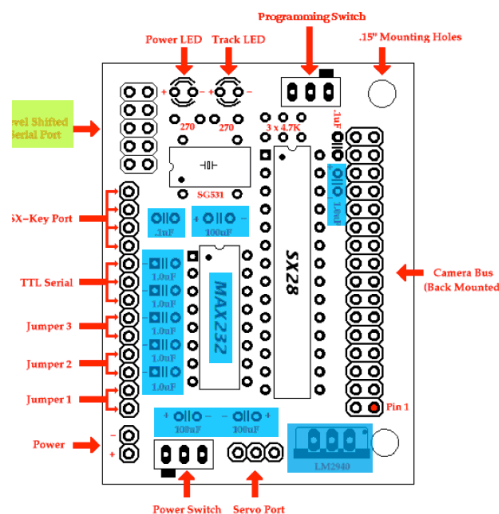 Programming Switch
Power LED
Track LED
.15" Mounting Holes
+
-
+
-
evel Shifted
Serial Port
270
270
3 x 4.7K
.1uF
SG531
SX-Key Port
.1uF
+
100uF
-
1.0uF
SX28
TTL Serial
1.0uF
1.0uF
MAX232
Camera Bus
(Back Mounted
Jumper 3
1.0uF
Jumper 2
1.0uF
1.0uF
Jumper 1
Pin 1
Power
-
+
+
-
-
+
100uF
100uF
LM2940
Power Switch
Servo Port